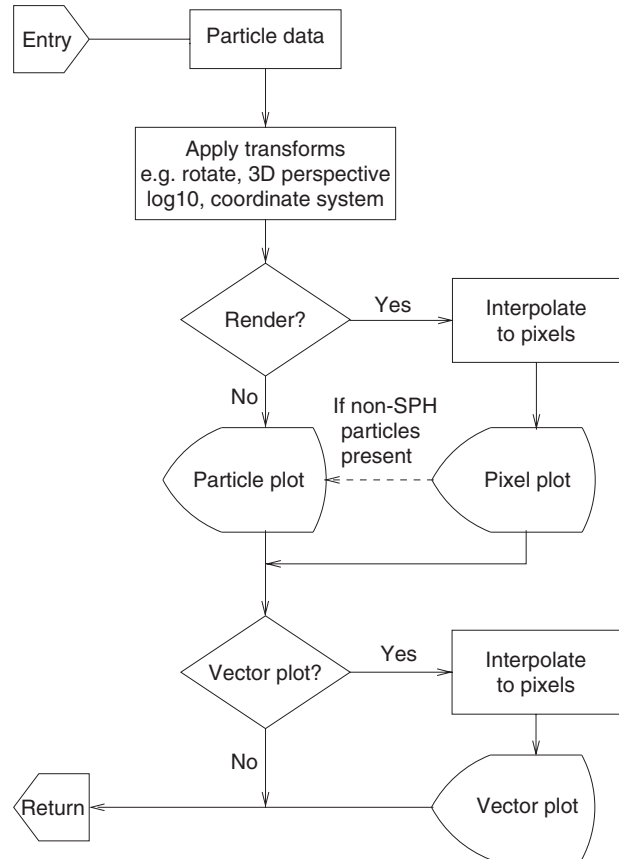 Entry
Particle data
Apply transforms
e.g. rotate, 3D perspective
log10, coordinate system
Render?
Yes
Interpolate
to pixels
No
If non-SPH
particles
present
Particle plot
Pixel plot
Vector plot?
Yes
Interpolate
to pixels
No
Return
Vector plot